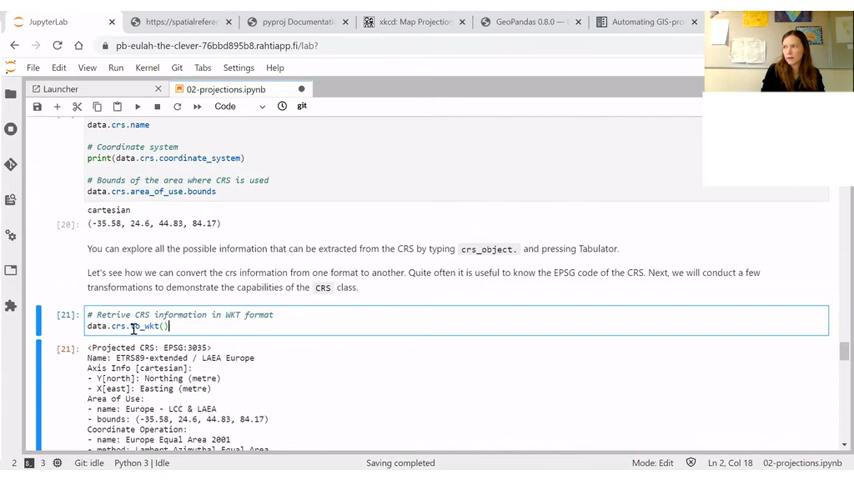 JupyterLab
https://spatialrefere
pyproj Documentati
xkcd: Map Projection
GeoPandas 0.8.0 —
Automating GIS-pro
pb-eulah-the-clever-76bbd895b8.rahtiapp.fi/lab?
File Edit View Run Kernel Git Tabs Settings Help
Launcher
02-projections.ipynb
Code
git
data.crs.name
# Coordinate system
print(data.crs.coordinate_system)
# Bounds of the area where CRS is used
data.crs.area_of_use.bounds
cartesian
[20]: (-35.58, 24.6, 44.83, 84.17)
You can explore all the possible information that can be extracted from the CRS by typing crs_object. and pressing Tabulator.
Let's see how we can convert the crs information from one format to another. Quite often it is useful to know the EPSG code of the CRS. Next, we will conduct a few
transformations to demonstrate the capabilities of the CRS class.
[21]: # Retrive CRS information in WKT format
data.crs.to_wkt()
[21]: <Projected CRS: EPSG:3035>
Name: ETRS89-extended / LAEA Europe
Axis Info [cartesian]:
- Y[north]: Northing (metre)
- X[east]: Easting (metre)
Area of Use:
- name: Europe - LCC & LAEA
- bounds: (-35.58, 24.6, 44.83, 84.17)
Coordinate Operation:
- name: Europe Equal Area 2001
- method: Lambert Azimuthal Equal Area
2 3 Git: idle Python 3 | Idle Saving completed Mode: Edit Ln 2, Col 18 02-projections.ipynb